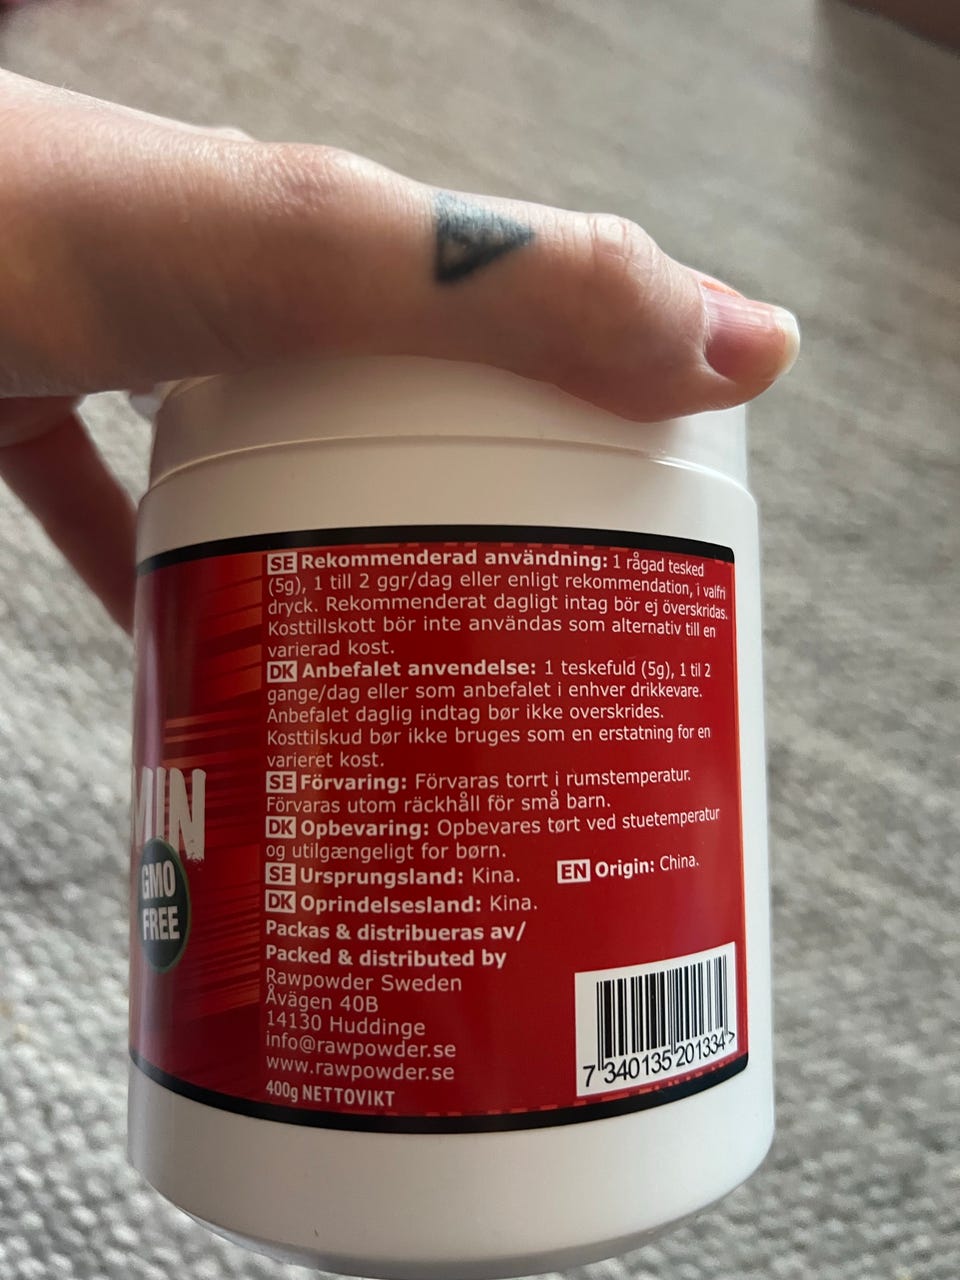 SE Rekommenderad användning: 1 rågad tesked
(5g), 1 till 2 ggr/dag eller enligt rekommendation, i valfri
dryck. Rekommenderat dagligt intag bör ej överskridas.
Kosttillskott bör inte användas som alternativ till en
varierad kost.
DK Anbefalet anvendelse: 1 teskefuld (5g), 1 til 2
gange/dag eller som anbefalet i enhver drikkevare.
Anbefalet daglig indtag bør ikke overskrides.
Kosttilskud bør ikke bruges som en erstatning for en
varieret kost.
SE Förvaring: Förvaras torrt i rumstemperatur.
Förvaras utom räckhåll för små barn.
DK Opbevaring: Opbevares tørt ved stuetemperatur
og utilgængeligt for børn.
SE Ursprungsland: Kina. EN Origin: China.
DK Oprindelsesland: Kina.
Packas & distribueras av/
Packed & distributed by
Rawpowder Sweden
Åvägen 40B
14130 Huddinge
info@rawpowder.se
www.rawpowder.se
400g NETTOVIKT
7 340135 201334 >
MIN
GMO
FREE